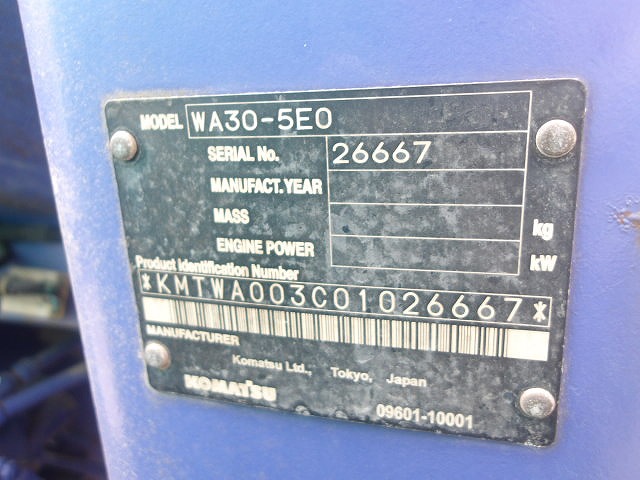 MODEL WA30-5E0
SERIAL No. 26667
MANUFACT.YEAR
MASS kg
ENGINE POWER kW
Product Identification Number
*KMTWA003C01026667*
MANUFACTURER
Komatsu Ltd., Tokyo, Japan
KOMATSU
09601-10001